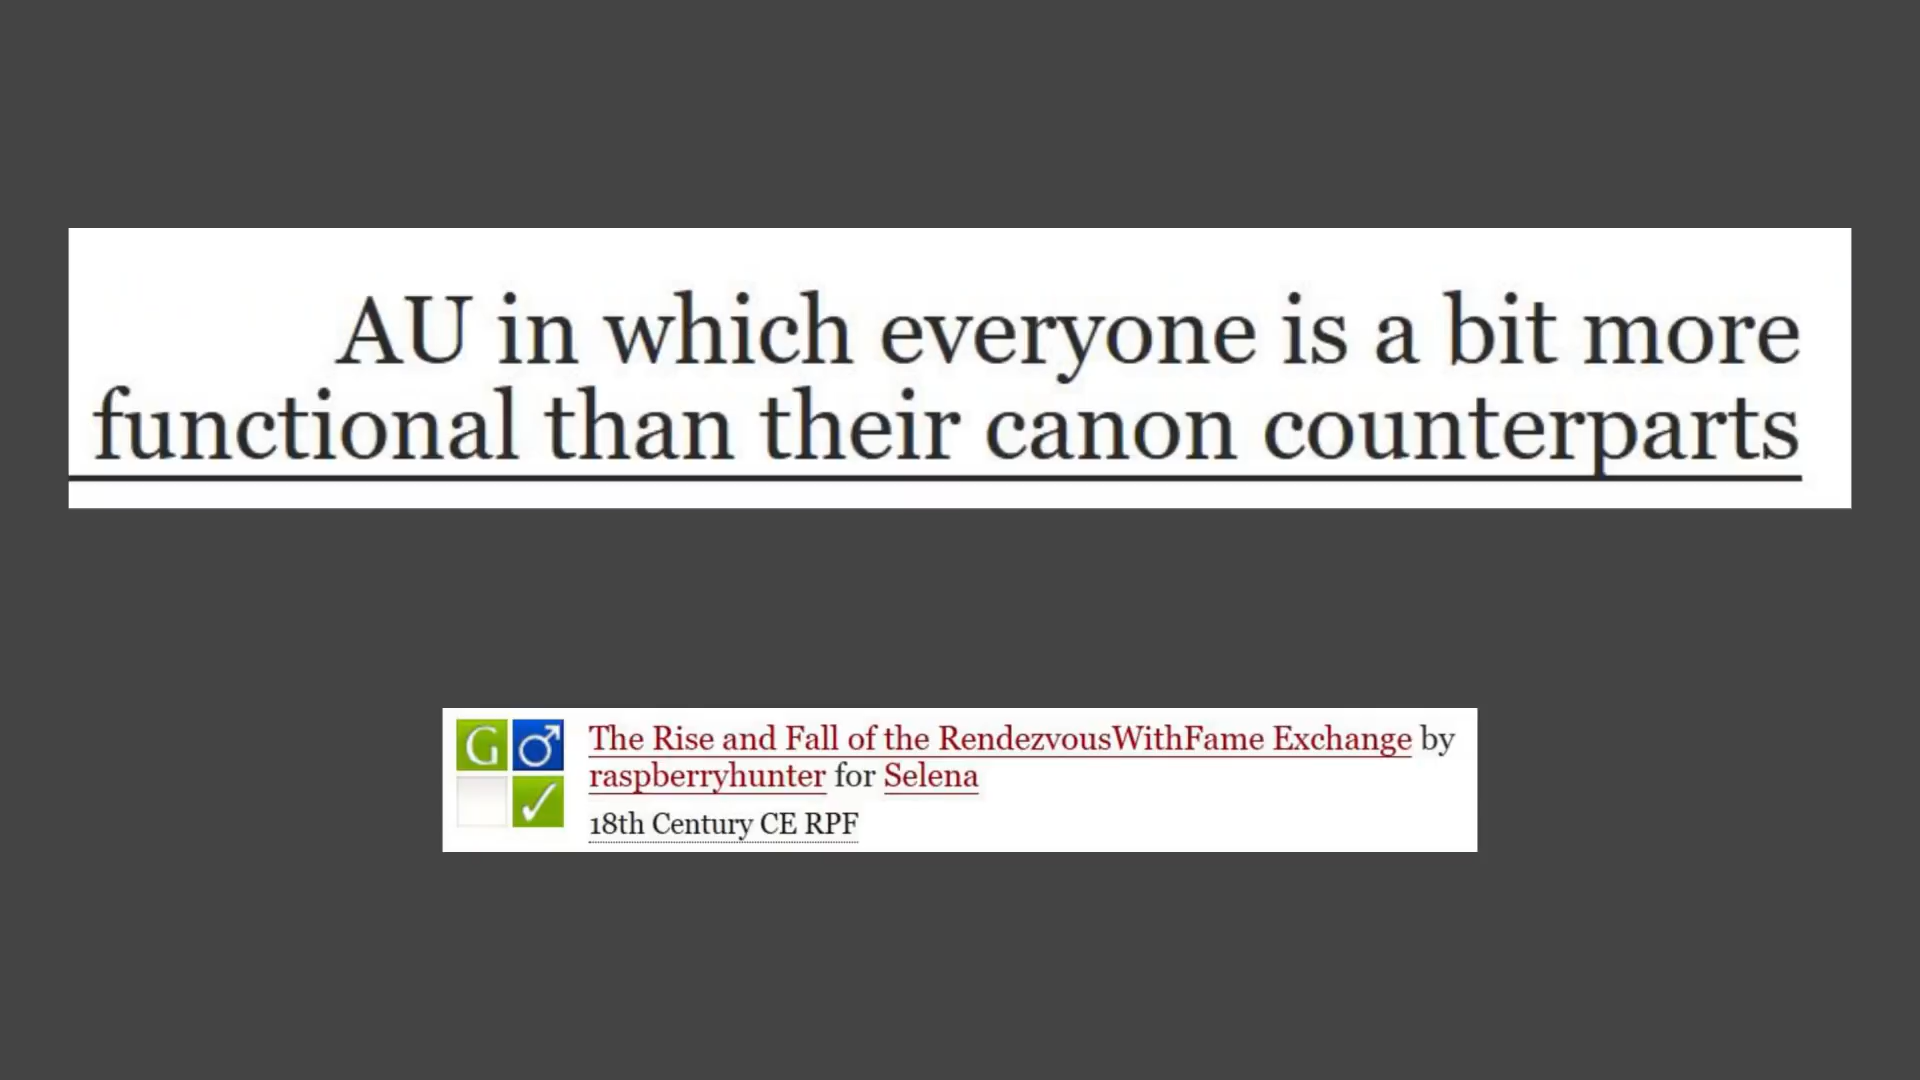 AU in which everyone is a bit more
functional than their canon counterparts
G
The Rise and Fall of the RendezvousWithFame Exchange by
raspberryhunter for Selena
18th Century CE RPF